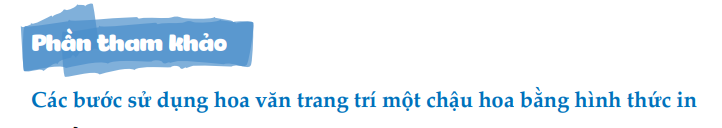 Phần tham khảo
Các bước sử dụng hoa văn trang trí một chậu hoa bằng hình thức in